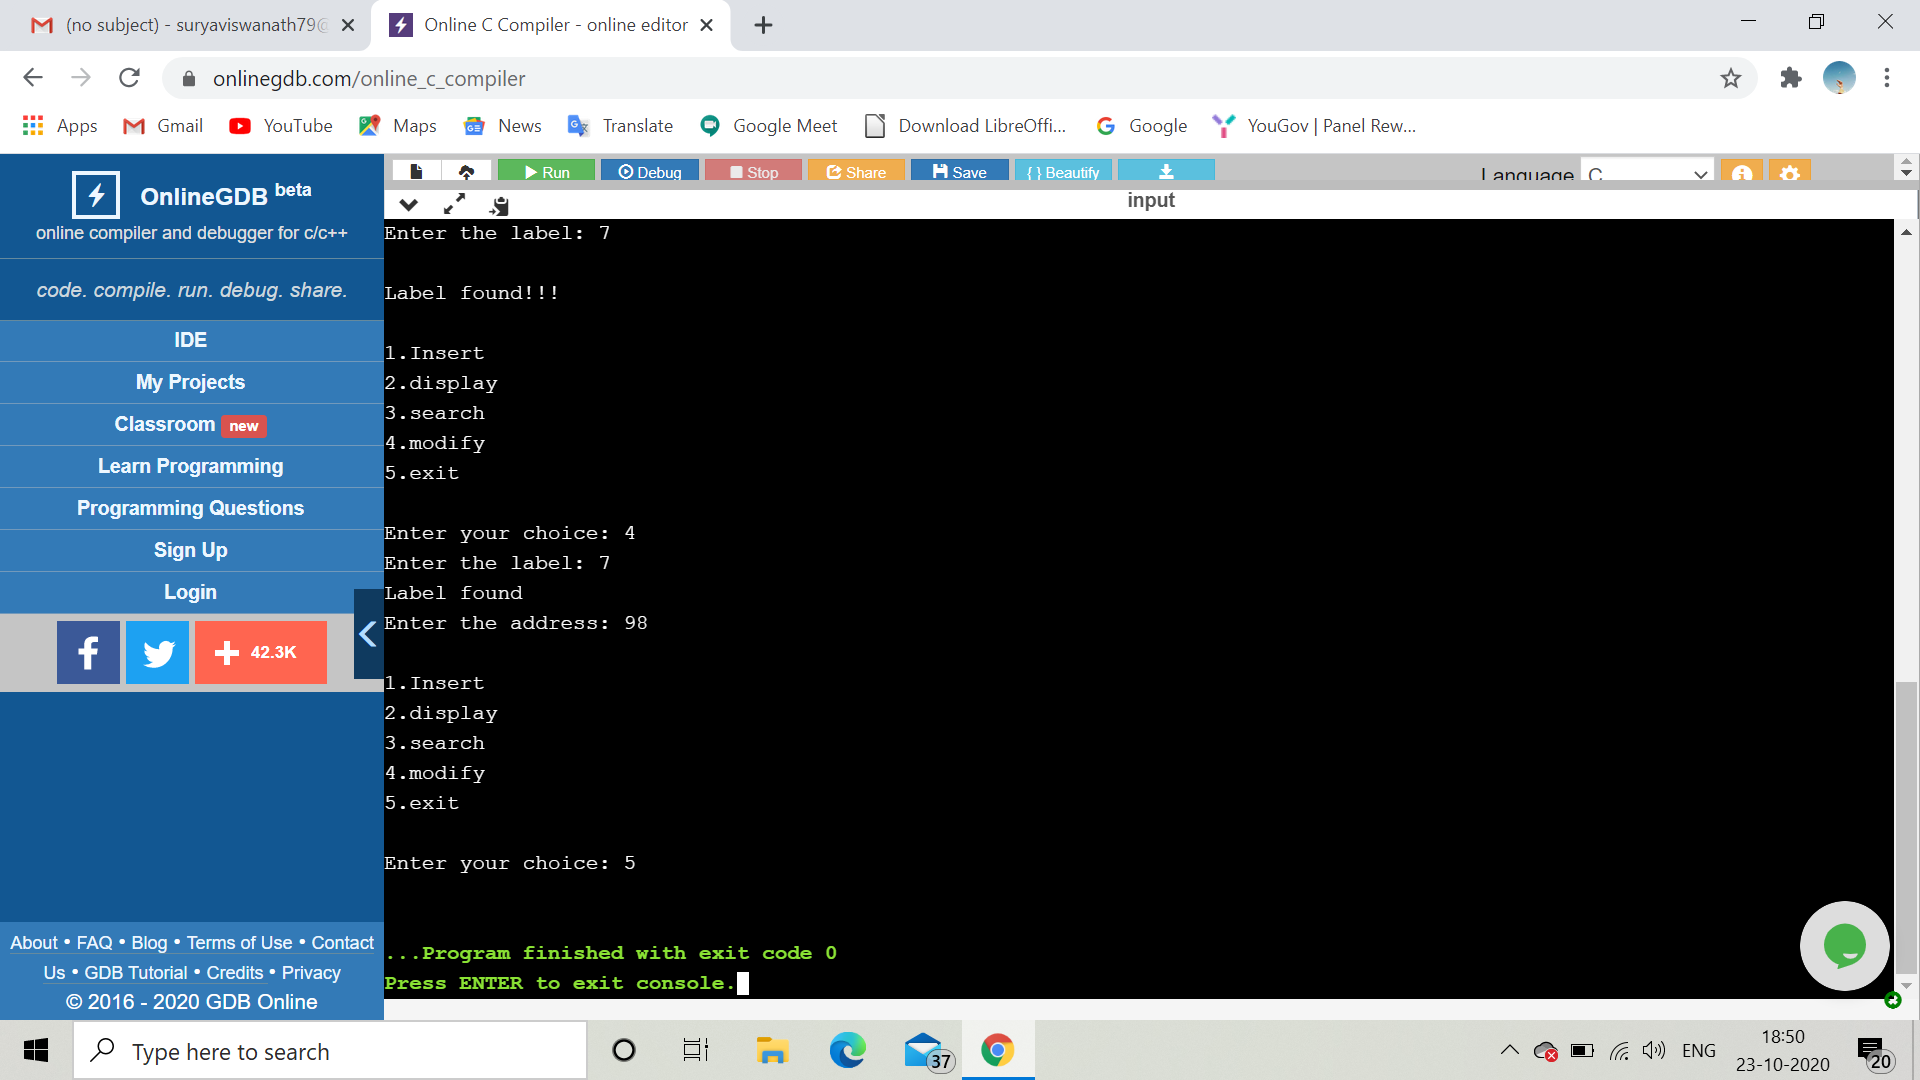 (no subject) - suryaviswanath79@
Online C Compiler - online editor
onlinegdb.com/online_c_compiler
Apps
Gmail
YouTube
Maps
News
Translate
Google Meet
Download LibreOffi...
Google
YouGov | Panel Rew...
OnlineGDB beta
online compiler and debugger for c/c++
code. compile. run. debug. share.
IDE
My Projects
Classroom new
Learn Programming
Programming Questions
Sign Up
Login
42.3K
About • FAQ • Blog • Terms of Use • Contact
Us • GDB Tutorial • Credits • Privacy
© 2016 - 2020 GDB Online
Run
Debug
Stop
Share
Save
{ } Beautify
Language C
input
Enter the label: 7
Label found!!!
1.Insert
2.display
3.search
4.modify
5.exit
Enter your choice: 4
Enter the label: 7
Label found
Enter the address: 98
1.Insert
2.display
3.search
4.modify
5.exit
Enter your choice: 5
...Program finished with exit code 0
Press ENTER to exit console.
Type here to search
37
ENG
18:50
23-10-2020
20